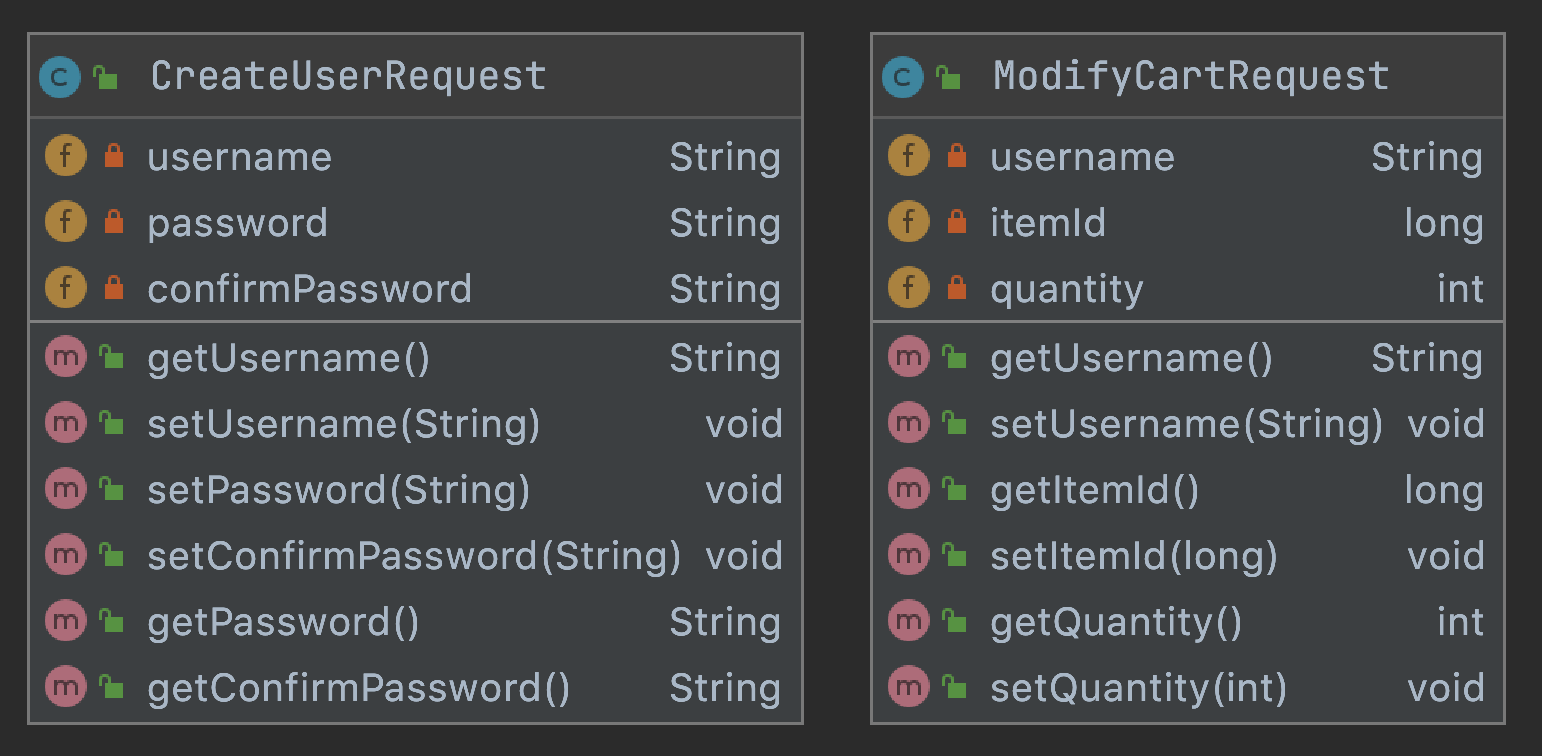 C CreateUserRequest
f username String
f password String
f confirmPassword String
m getUsername() String
m setUsername(String) void
m setPassword(String) void
m setConfirmPassword(String) void
m getPassword() String
m getConfirmPassword() String
C ModifyCartRequest
f username String
f itemId long
f quantity int
m getUsername() String
m setUsername(String) void
m getItemId() long
m setItemId(long) void
m getQuantity() int
m setQuantity(int) void